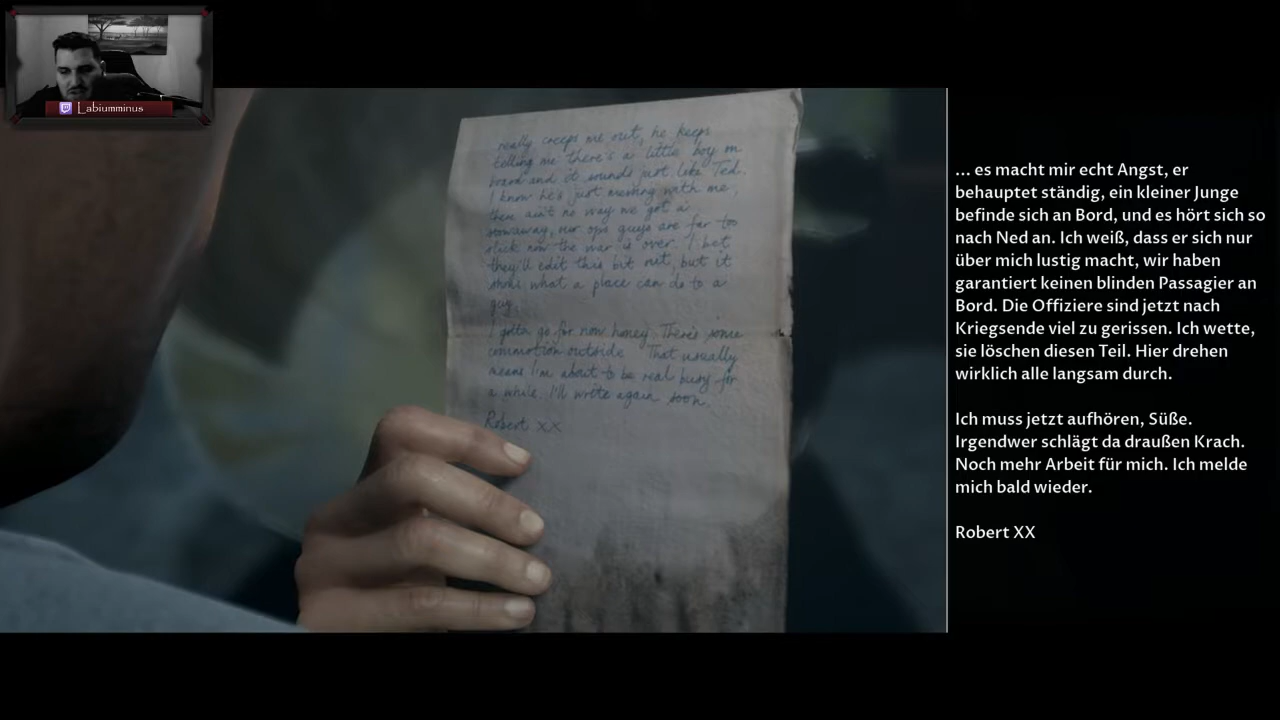 Labiumminus
really creeps me out, he keeps
telling me there's a little boy on
board and it sounds just like Ted.
I know he's just messing with me,
there ain't no way we got a
stowaway, our ops guys are far too
slick now the war is over. I bet
they'll edit this bit out, but it
shows what a place can do to a
guy.
I gotta go for now honey. There's some
commotion outside. That usually
means I'm about to be real busy for
a while. I'll write again soon.
Robert XX
... es macht mir echt Angst, er
behauptet ständig, ein kleiner Junge
befinde sich an Bord, und es hört sich so
nach Ned an. Ich weiß, dass er sich nur
über mich lustig macht, wir haben
garantiert keinen blinden Passagier an
Bord. Die Offiziere sind jetzt nach
Kriegsende viel zu gerissen. Ich wette,
sie löschen diesen Teil. Hier drehen
wirklich alle langsam durch.
Ich muss jetzt aufhören, Süße.
Irgendwer schlägt da draußen Krach.
Noch mehr Arbeit für mich. Ich melde
mich bald wieder.
Robert XX